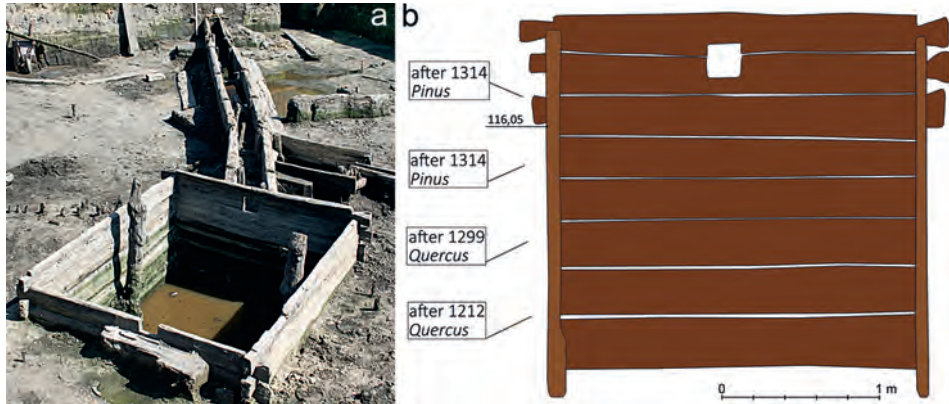 a
b
after 1314
Pinus
116,05
after 1314
Pinus
after 1299
Quercus
after 1212
Quercus
0
1 m